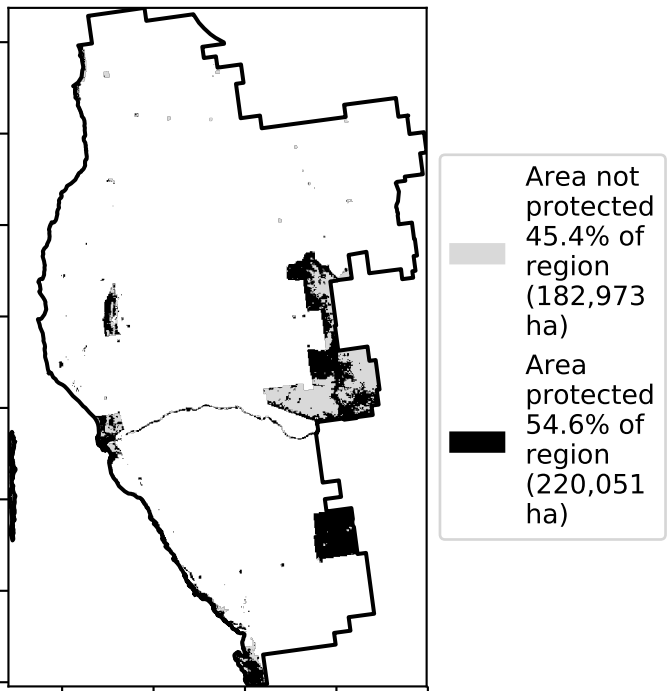 Area not
protected
45.4% of
region
(182,973
ha)
Area
protected
54.6% of
region
(220,051
ha)